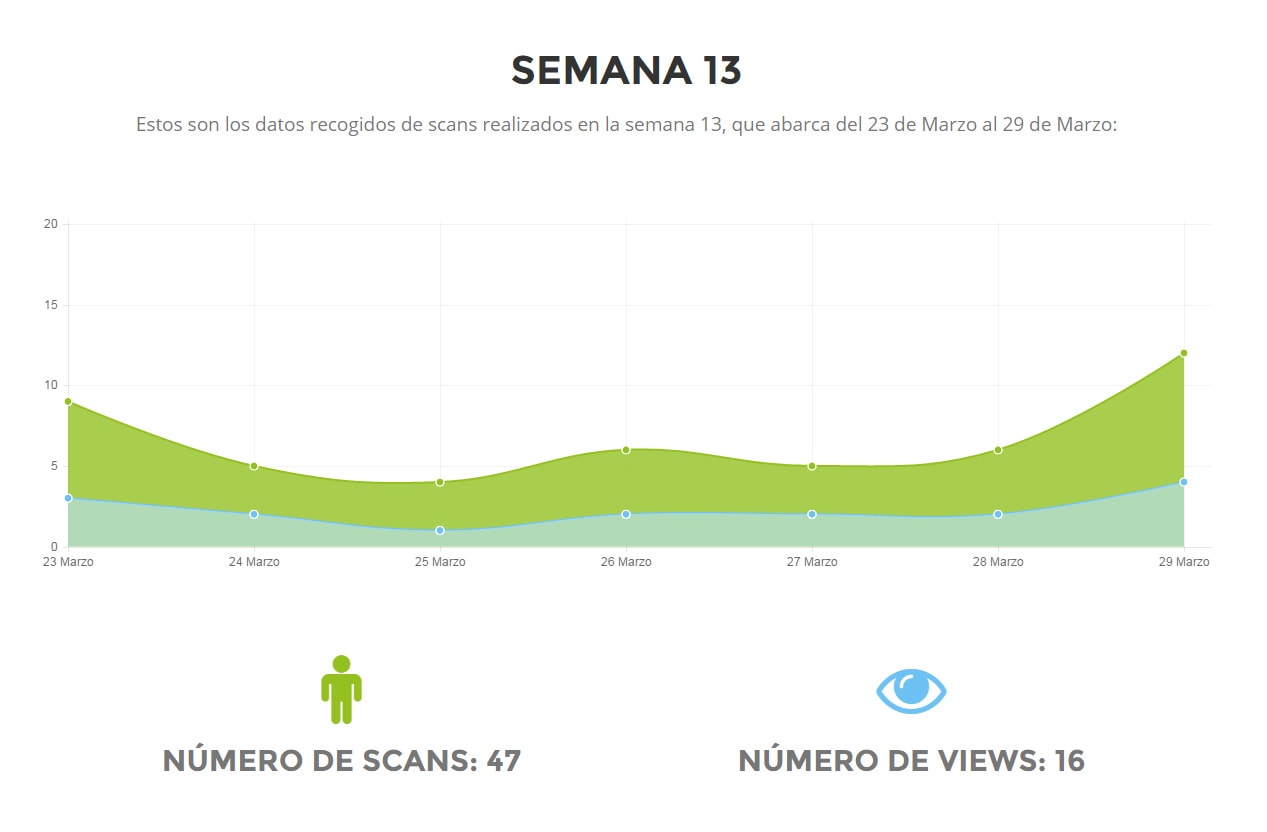 SEMANA 13
Estos son los datos recogidos de scans realizados en la semana 13, que abarca del 23 de Marzo al 29 de Marzo:
20
15
10
5
0
23 Marzo 24 Marzo 25 Marzo 26 Marzo 27 Marzo 28 Marzo 29 Marzo
NÚMERO DE SCANS: 47 NÚMERO DE VIEWS: 16